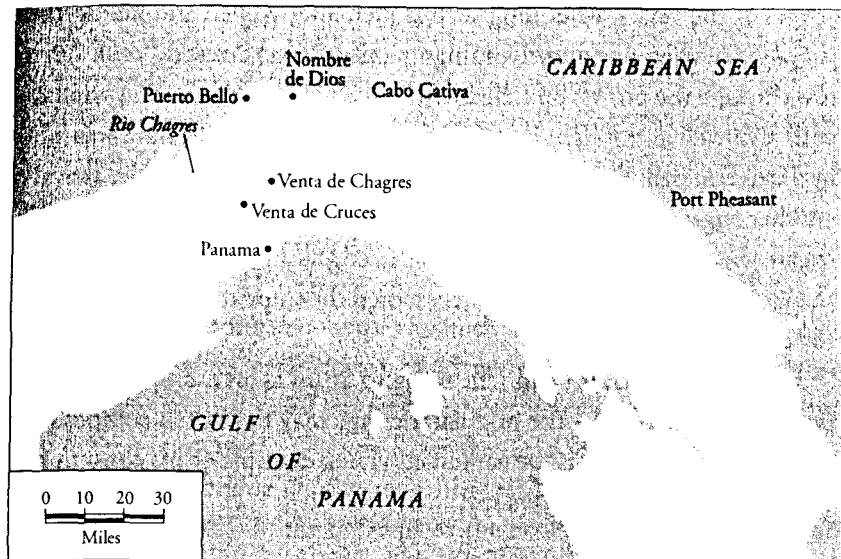 Nombre
de Dios
CARIBBEAN SEA
Puerto Bello
Cabo Cativa
Rio Chagres
Venta de Chagres
Port Pheasant
Venta de Cruces
Panama
GULF
OF
PANAMA
0 10 20 30
Miles